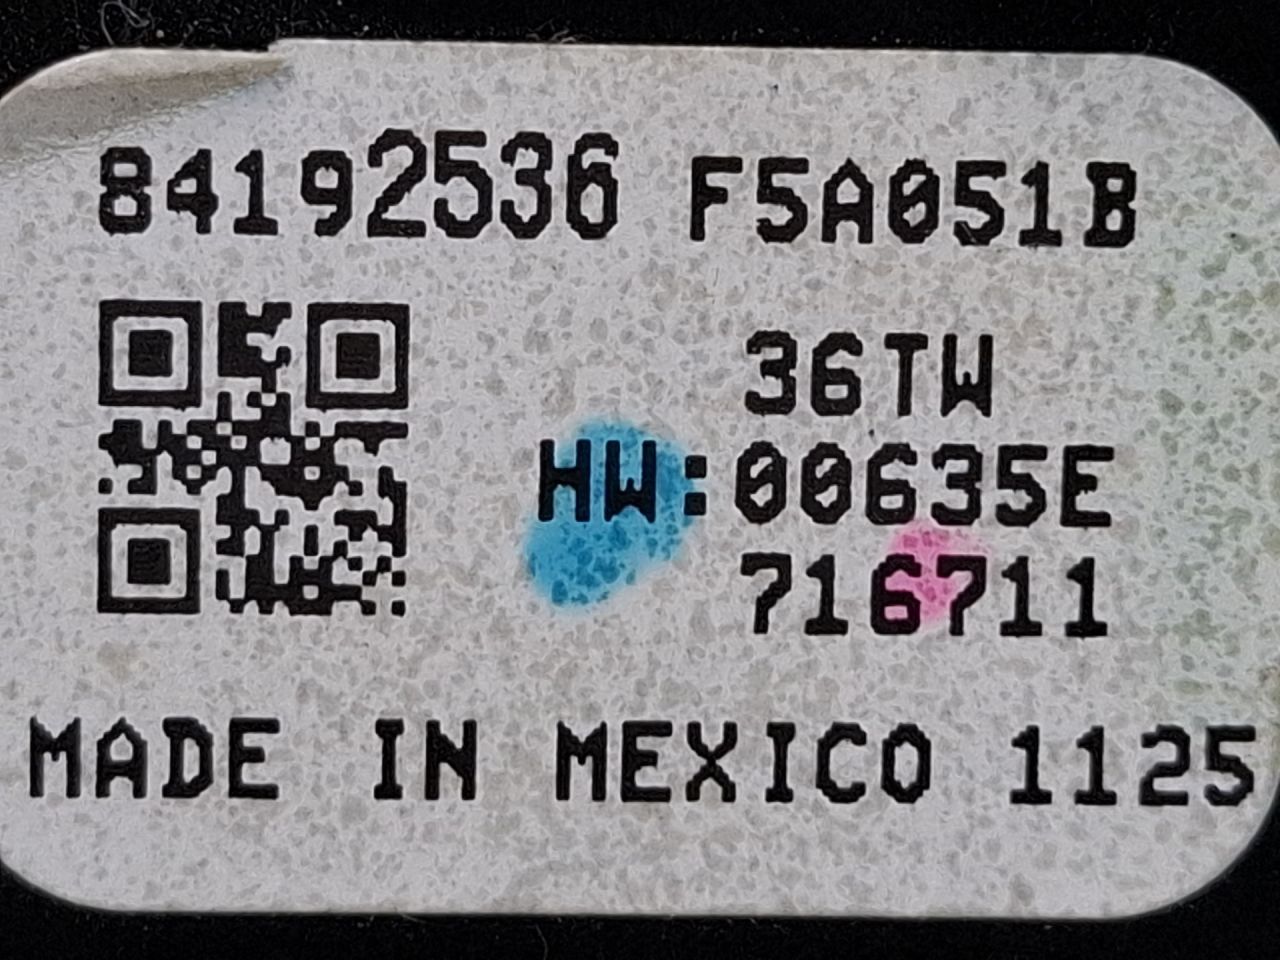 84192536 F5A051B
36TW
HW:00635E
716711
MADE IN MEXICO 1125